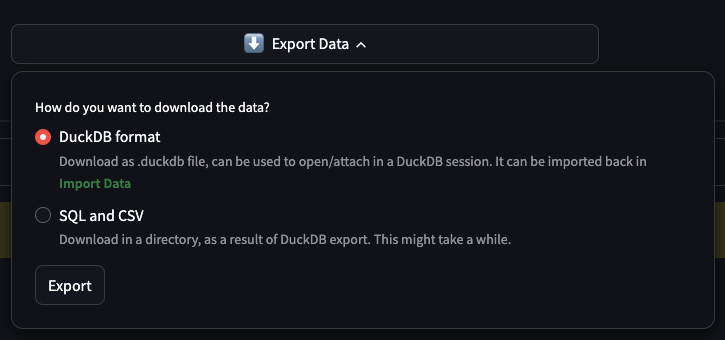 Export Data
How do you want to download the data?
DuckDB format
Download as .duckdb file, can be used to open/attach in a DuckDB session. It can be imported back in
Import Data
SQL and CSV
Download in a directory, as a result of DuckDB export. This might take a while.
Export